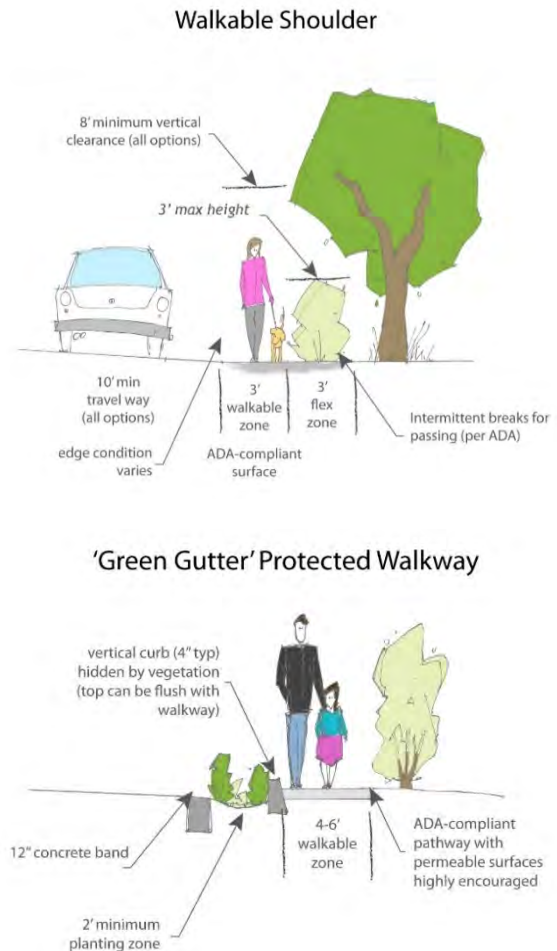 Walkable Shoulder
8' minimum vertical
clearance (all options)
3' max height
10' min
travel way
(all options)
edge condition
varies
3'
walkable
zone
3'
flex
zone
ADA-compliant
surface
Intermittent breaks for
passing (per ADA)
'Green Gutter' Protected Walkway
vertical curb (4" typ)
hidden by vegetation
(top can be flush with
walkway)
12" concrete band
2' minimum
planting zone
4-6'
walkable
zone
ADA-compliant
pathway with
permeable surfaces
highly encouraged